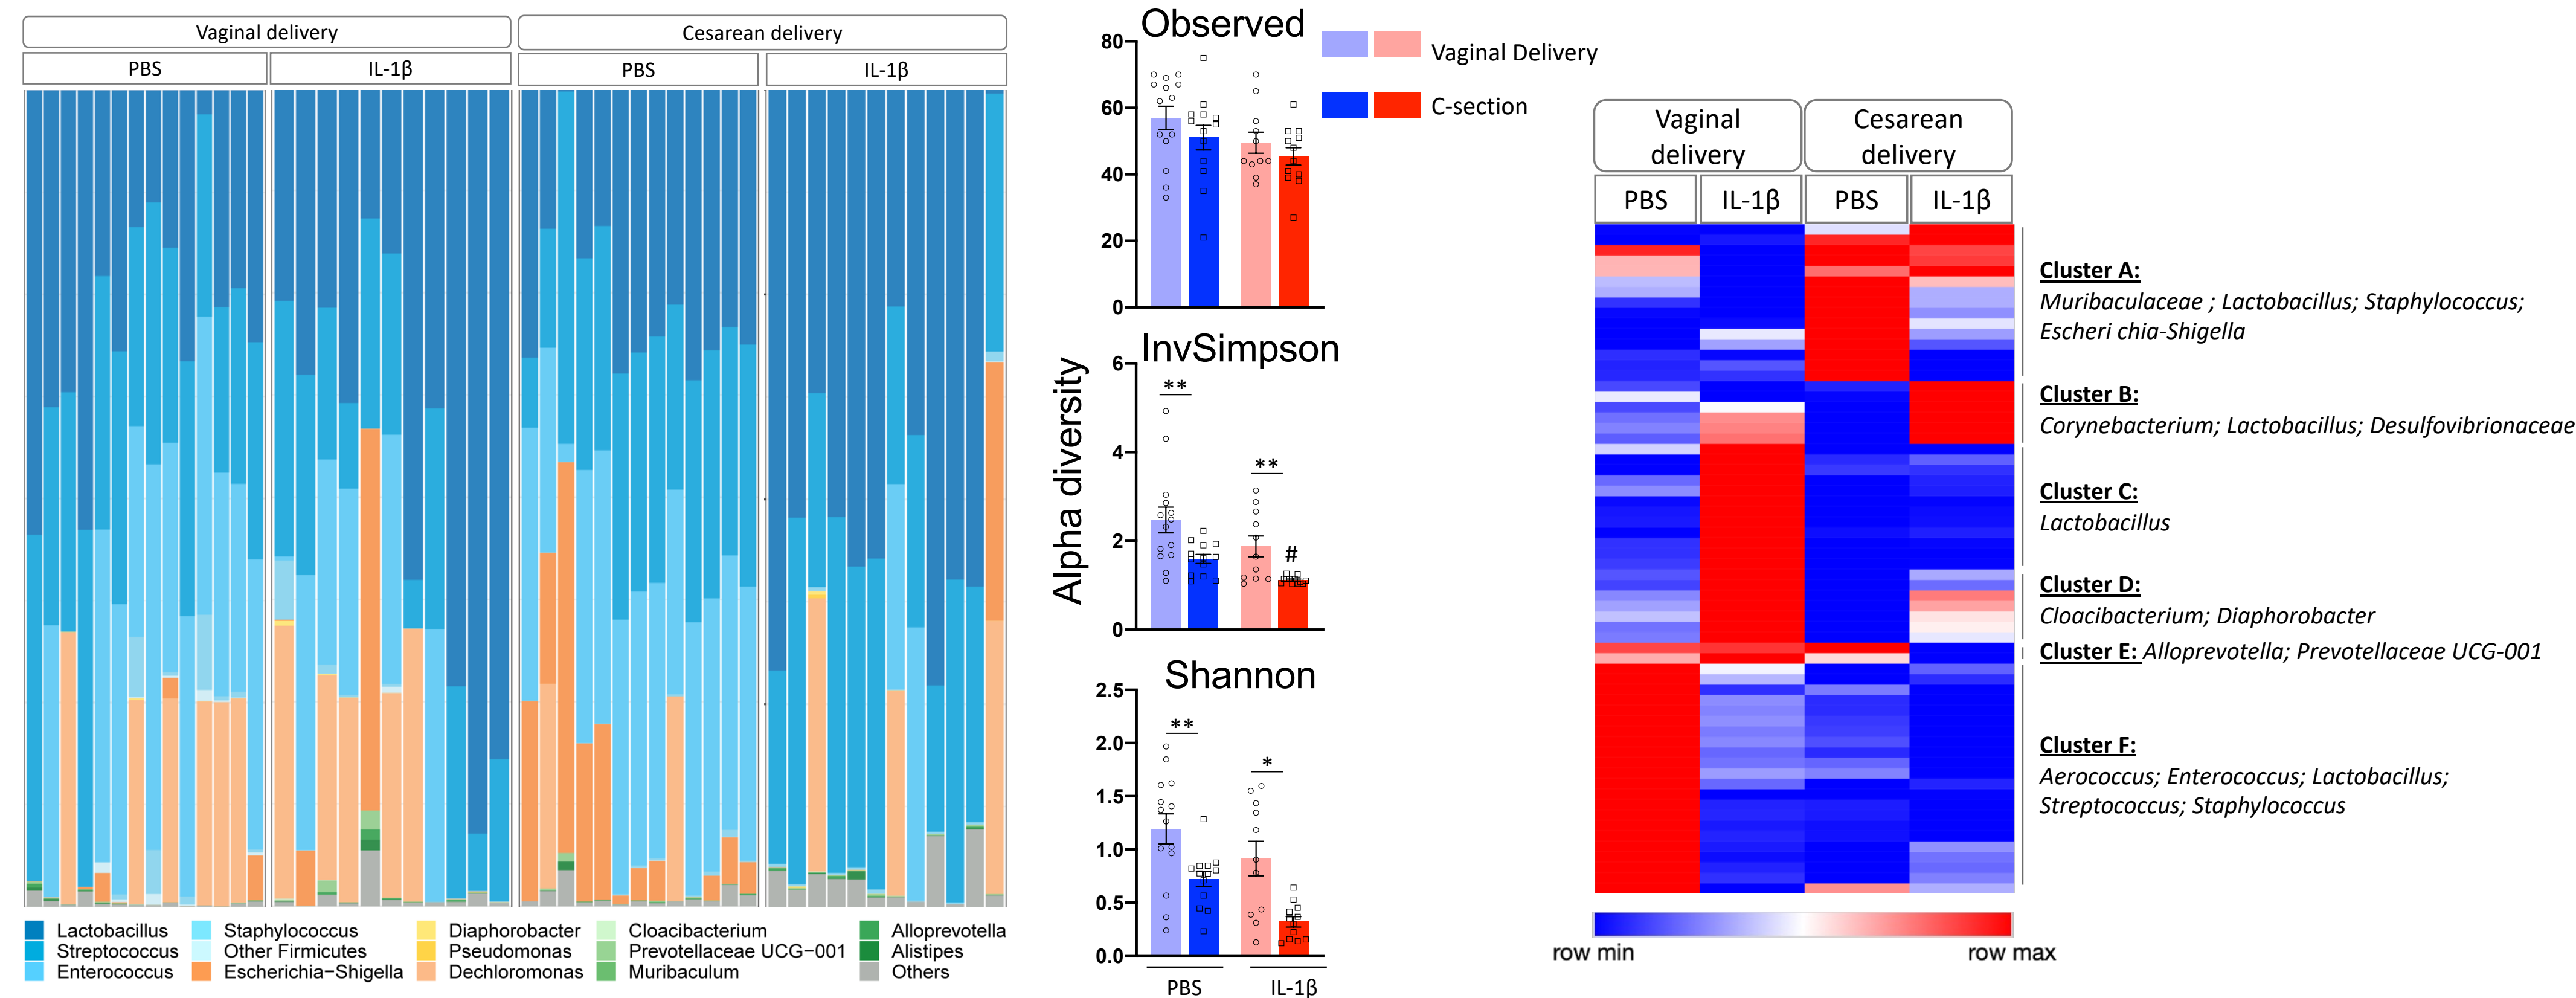 Vaginal delivery
Cesarean delivery
PBS
IL-1β
PBS
IL-1β
Lactobacillus
Streptococcus
Enterococcus
Staphylococcus
Other Firmicutes
Escherichia−Shigella
Diaphorobacter
Pseudomonas
Dechloromonas
Cloacibacterium
Prevotellaceae UCG−001
Muribaculum
Alloprevotella
Alistipes
Others
Alpha diversity
Observed
80
60
40
20
0
Vaginal Delivery
C-section
InvSimpson
6
4
2
0
**
**
#
Shannon
2.5
2.0
1.5
1.0
0.5
0.0
**
*
PBS
IL-1β
Vaginal
delivery
Cesarean
delivery
PBS
IL-1β
PBS
IL-1β
Cluster A:
Muribaculaceae ; Lactobacillus; Staphylococcus;
Escheri chia-Shigella
Cluster B:
Corynebacterium; Lactobacillus; Desulfovibrionaceae
Cluster C:
Lactobacillus
Cluster D:
Cloacibacterium; Diaphorobacter
Cluster E: Alloprevotella; Prevotellaceae UCG-001
Cluster F:
Aerococcus; Enterococcus; Lactobacillus;
Streptococcus; Staphylococcus
row min
row max